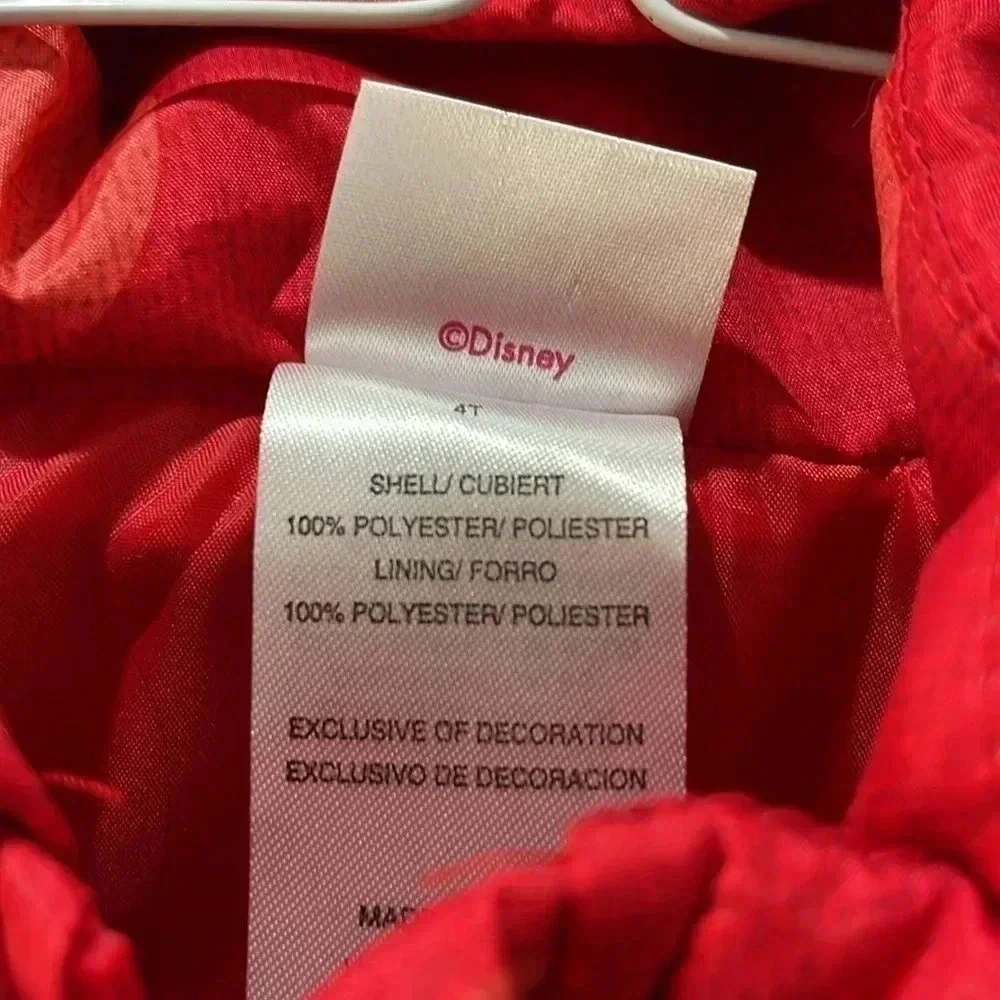 ©Disney
4T
SHELL/ CUBIERT
100% POLYESTER/ POLIESTER
LINING/ FORRO
100% POLYESTER/ POLIESTER
EXCLUSIVE OF DECORATION
EXCLUSIVO DE DECORACION